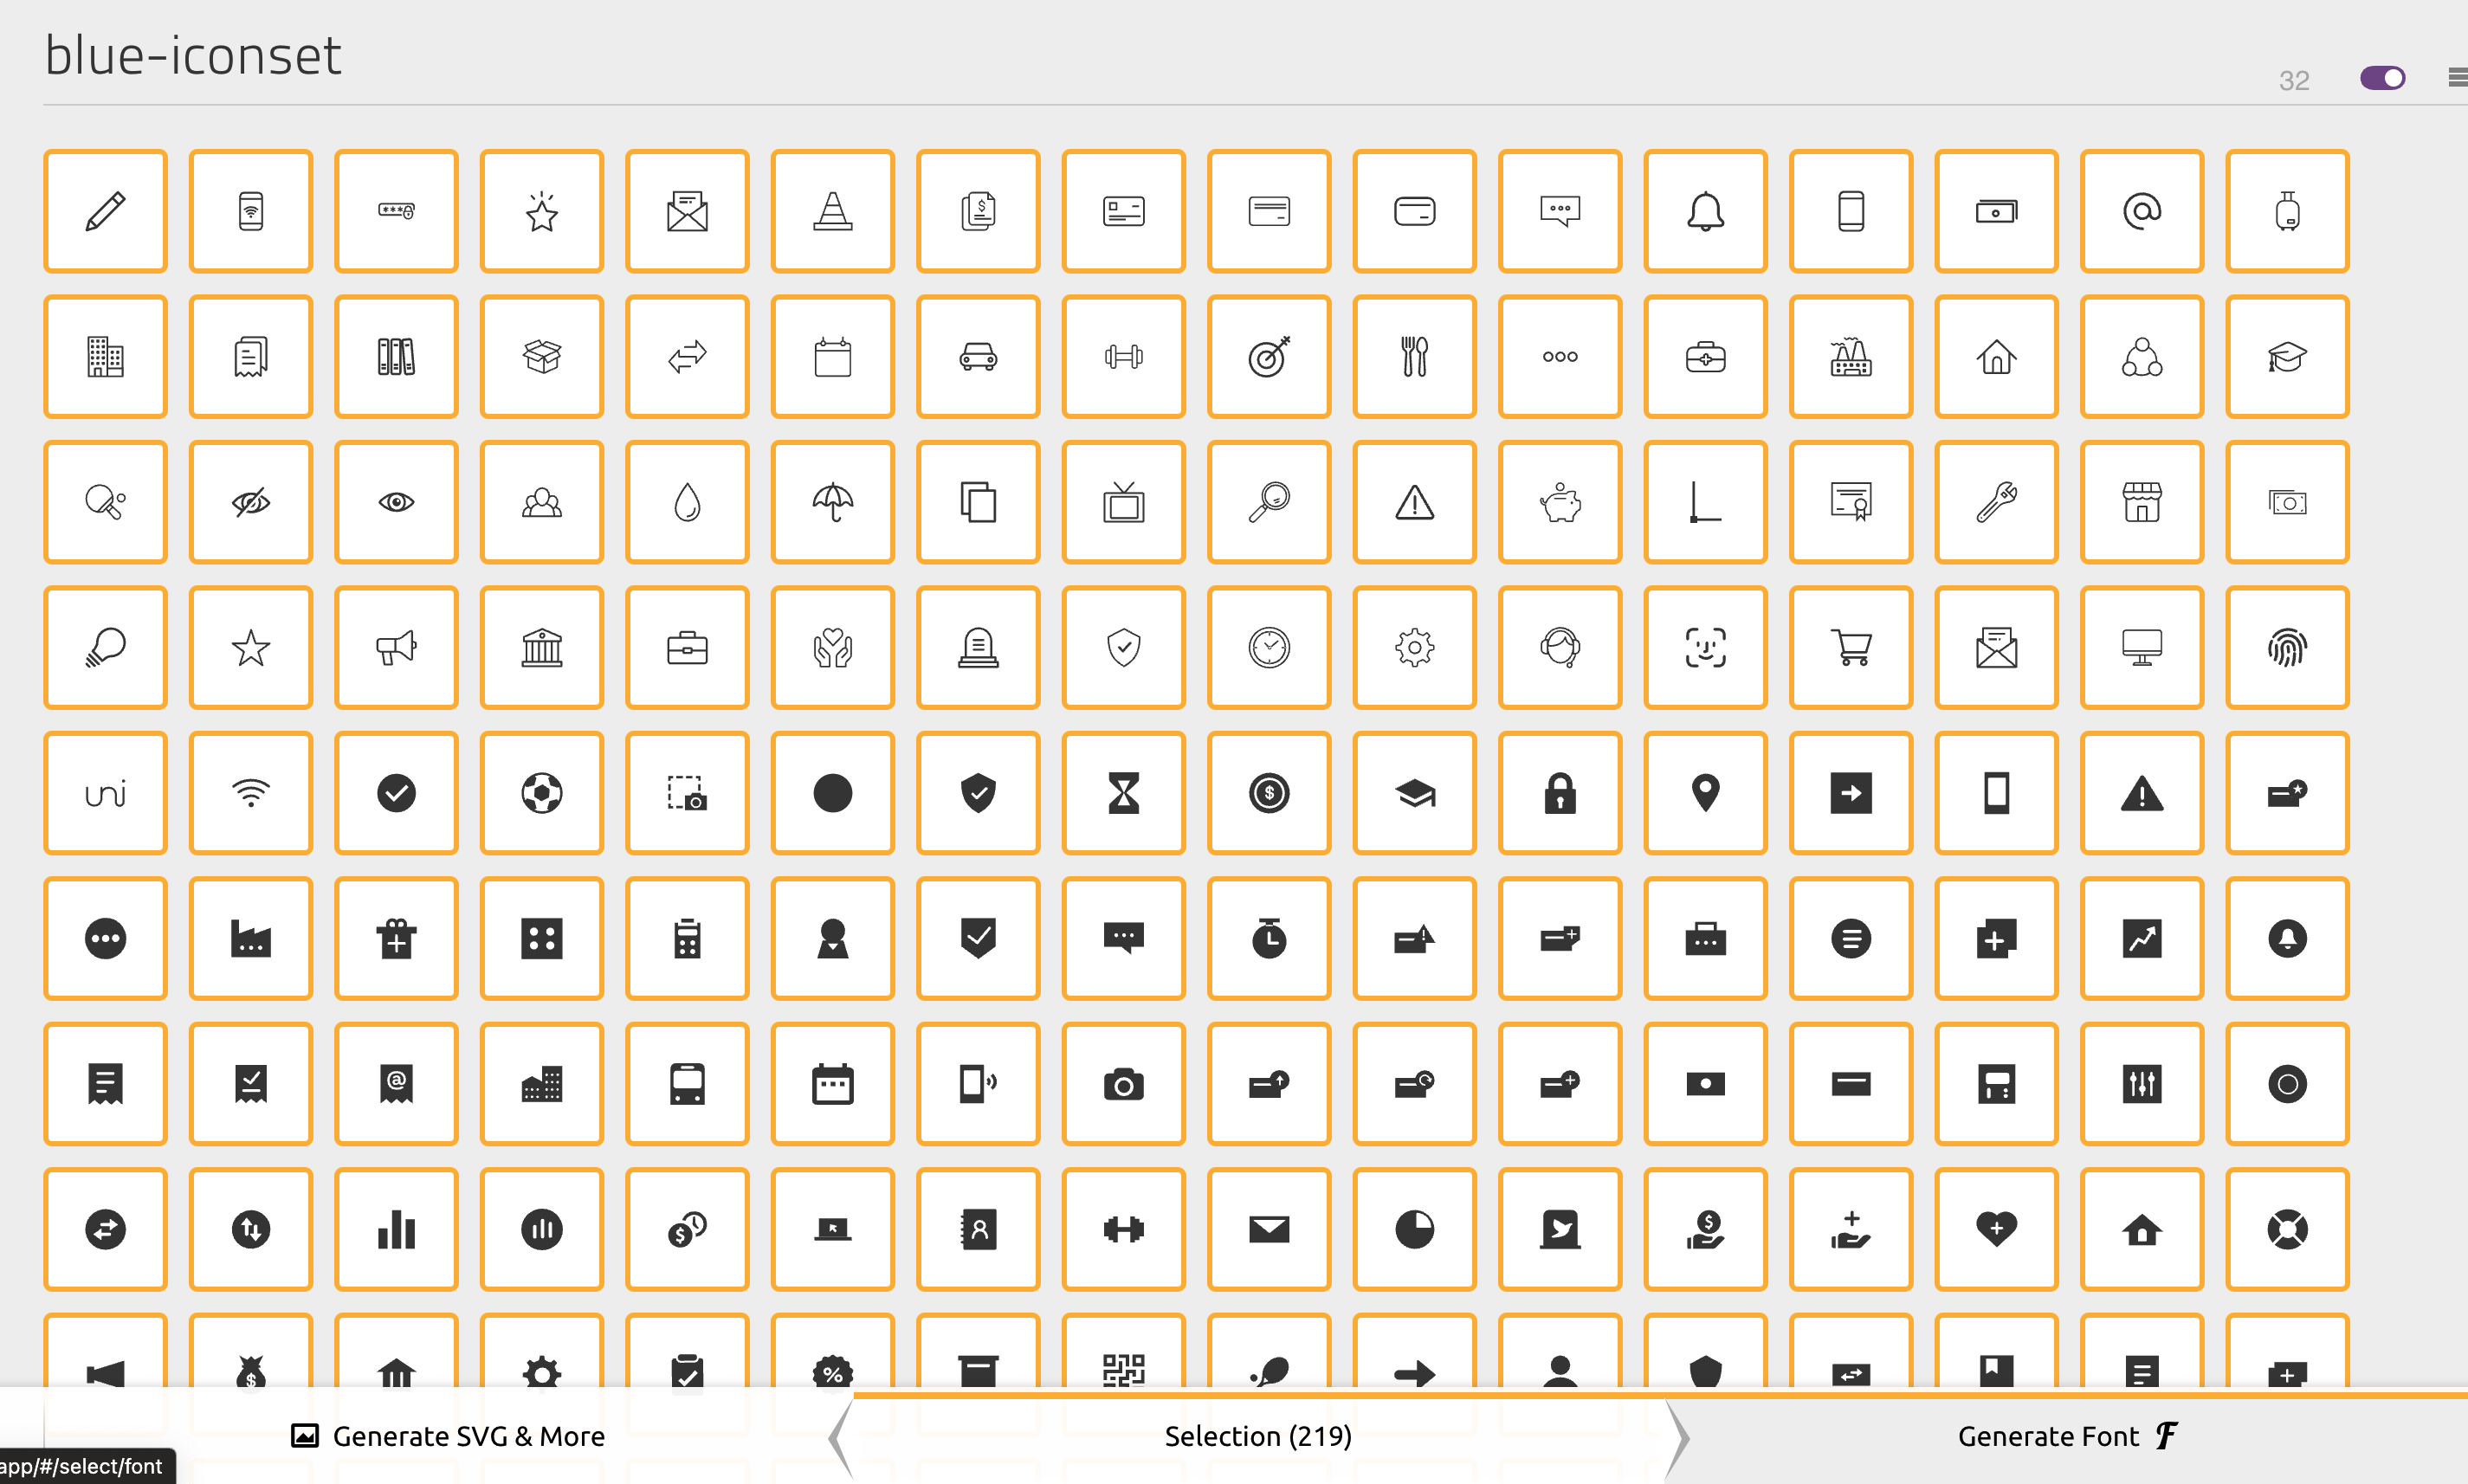 blue-iconset
32
uni
Generate SVG & More
Selection (219)
Generate Font
app/#/select/font